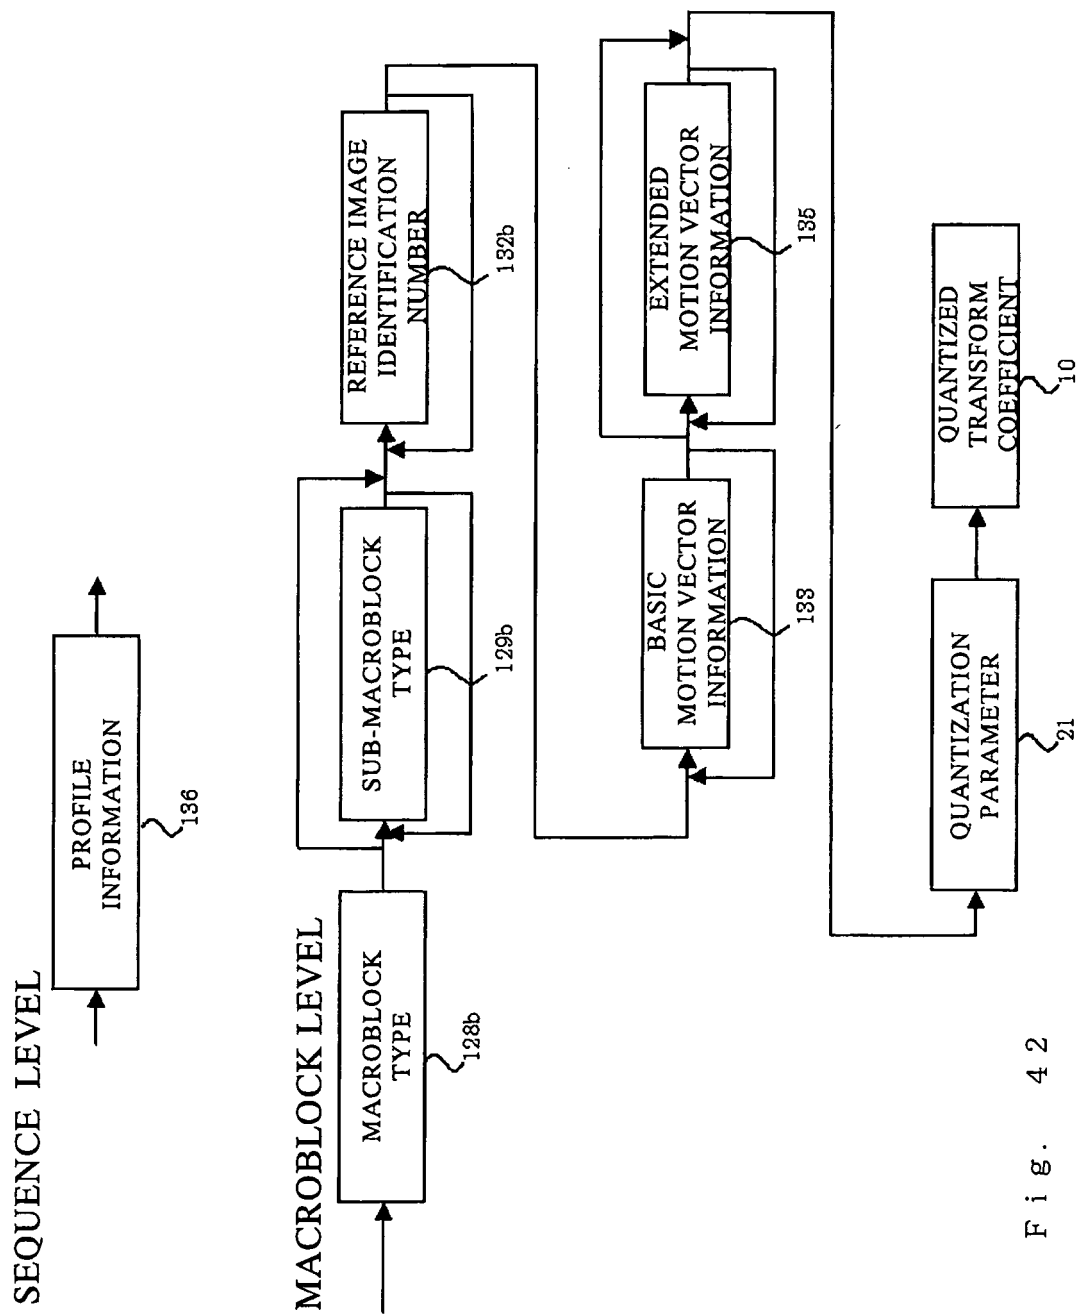 SEQUENCE LEVEL
PROFILE
INFORMATION
136
MACROBLOCK LEVEL
MACROBLOCK
TYPE
128b
SUB-MACROBLOCK
TYPE
129b
REFERENCE IMAGE
IDENTIFICATION
NUMBER
132b
BASIC
MOTION VECTOR
INFORMATION
133
EXTENDED
MOTION VECTOR
INFORMATION
135
QUANTIZATION
PARAMETER
21
QUANTIZED
TRANSFORM
COEFFICIENT
10
Fig. 42